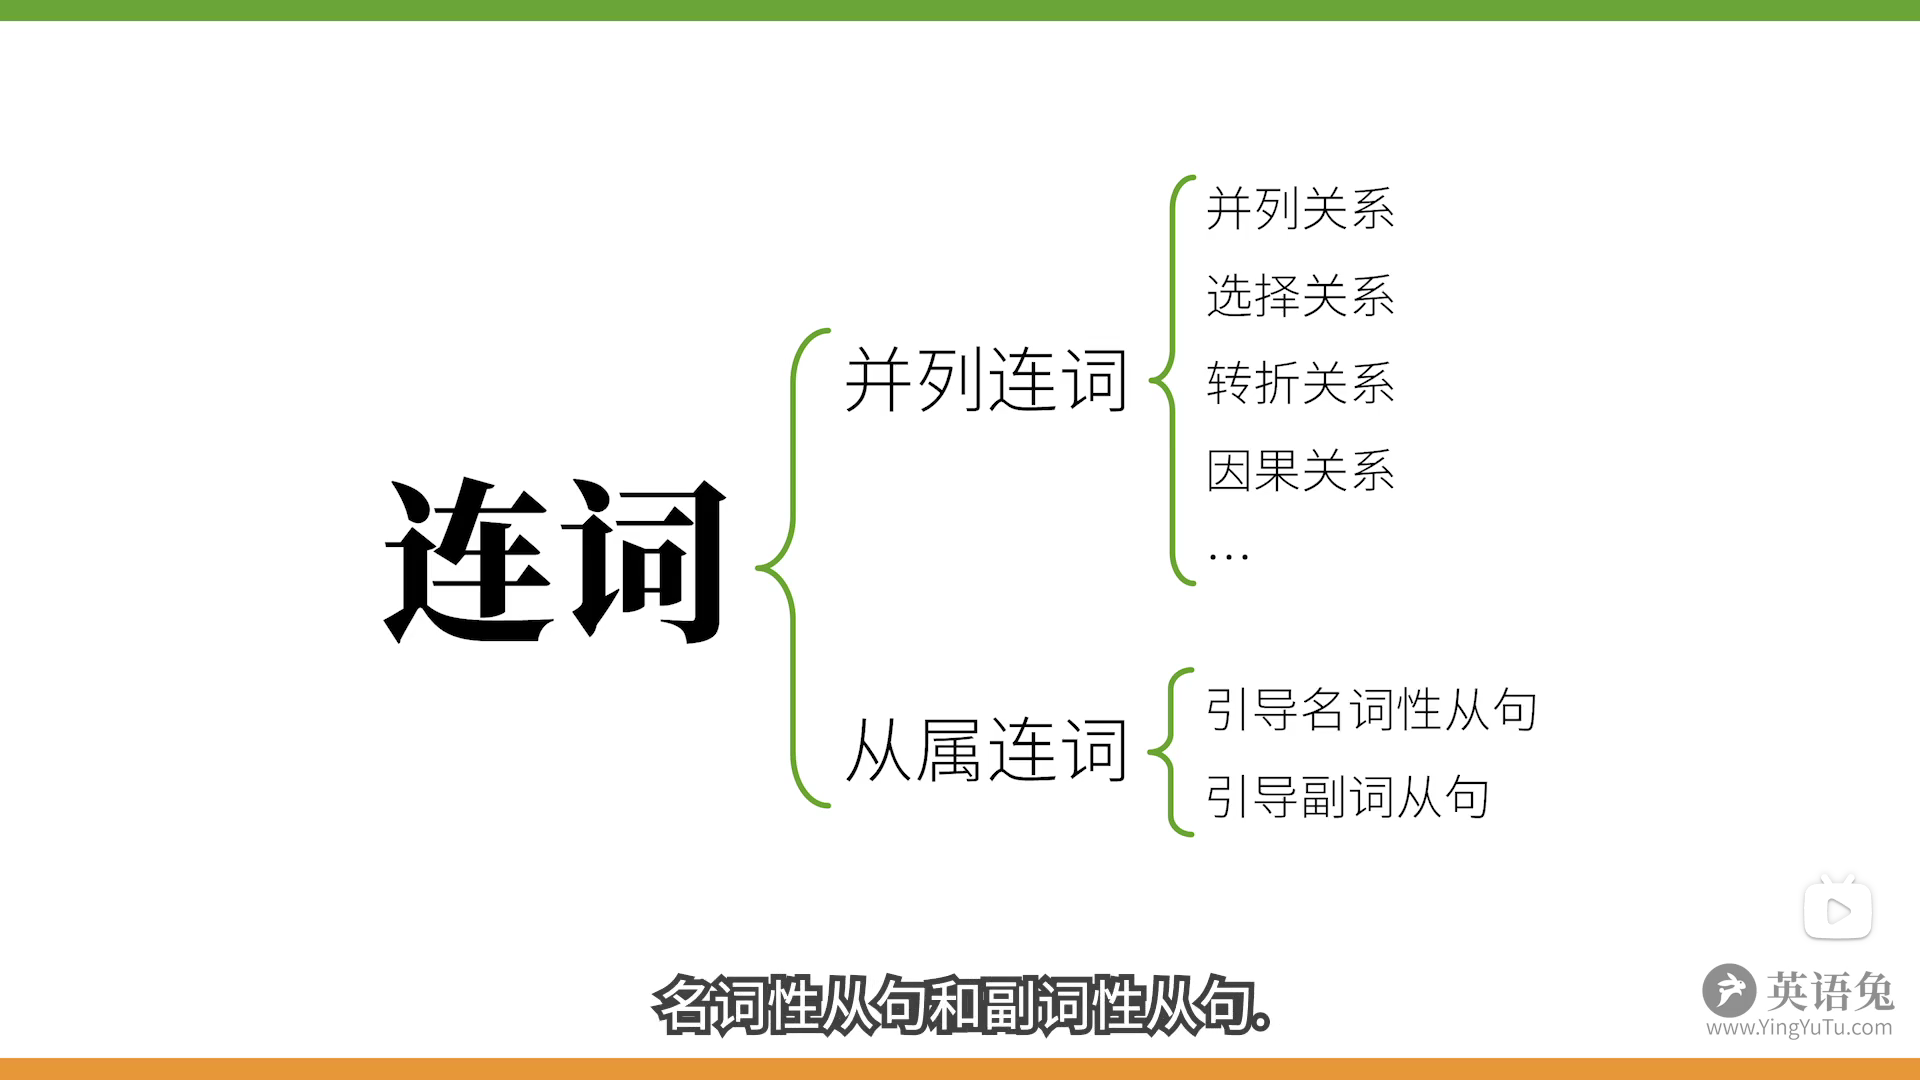 并列关系
选择关系
转折关系
因果关系
…
并列连词
连词
从属连词
引导名词性从句
引导副词从句
名词性从句和副词性从句。
英语兔
www.YingYuTu.com